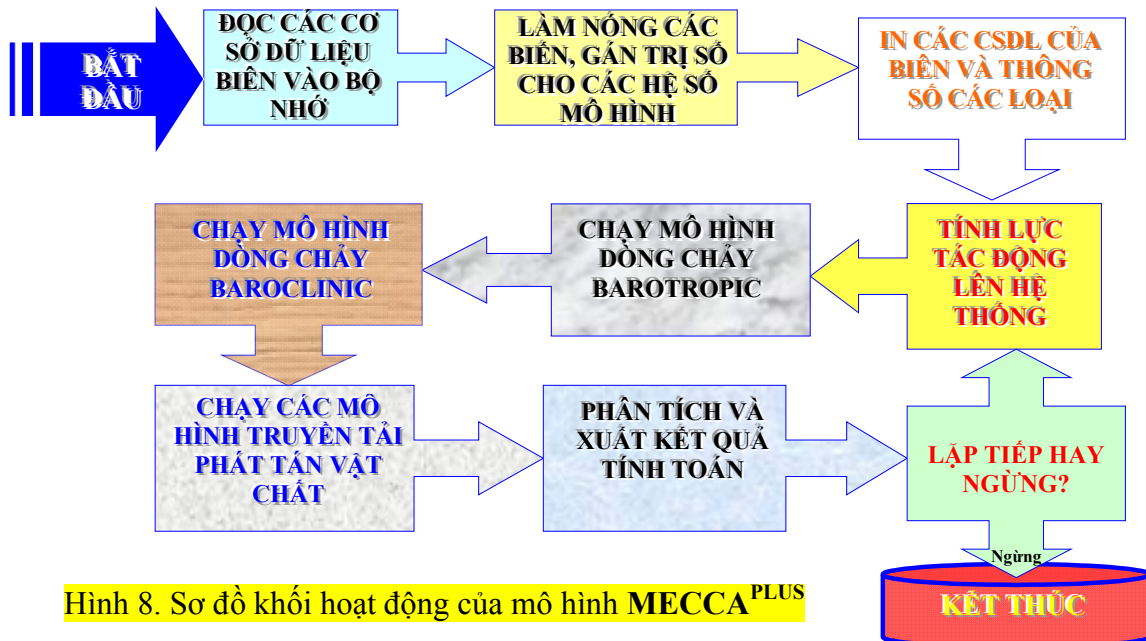 BẮT
ĐẦU
ĐỌC CÁC CƠ
SỞ DỮ LIỆU
BIÊN VÀO BỘ
NHỚ
LÀM NÓNG CÁC
BIẾN, GÁN TRỊ SỐ
CHO CÁC HỆ SỐ
MÔ HÌNH
IN CÁC CSDL CỦA
BIÊN VÀ THÔNG
SỐ CÁC LOẠI
TÍNH LỰC
TÁC ĐỘNG
LÊN HỆ
THỐNG
CHẠY MÔ HÌNH
DÒNG CHẢY
BAROTROPIC
CHẠY MÔ HÌNH
DÒNG CHẢY
BAROCLINIC
CHẠY CÁC MÔ
HÌNH TRUYỀN TẢI
PHÁT TÁN VẬT
CHẤT
PHÂN TÍCH VÀ
XUẤT KẾT QUẢ
TÍNH TOÁN
LẶP TIẾP HAY
NGỪNG?
Ngừng
KẾT THÚC
Hình 8. Sơ đồ khối hoạt động của mô hình MECCA^PLUS